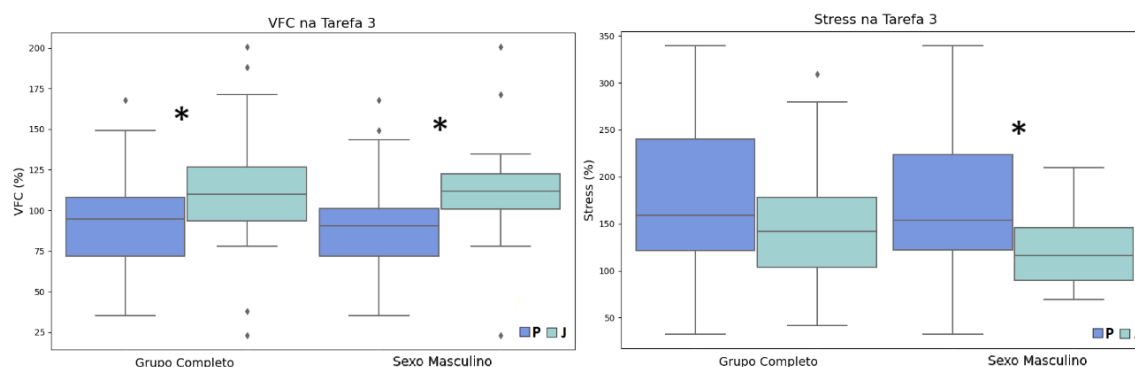 VFC na Tarefa 3
VFC (%)
200
175
150
125
100
75
50
25
*
*
P J
Grupo Completo
Sexo Masculino
Stress na Tarefa 3
Stress (%)
350
300
250
200
150
100
50
*
P
Grupo Completo
Sexo Masculino